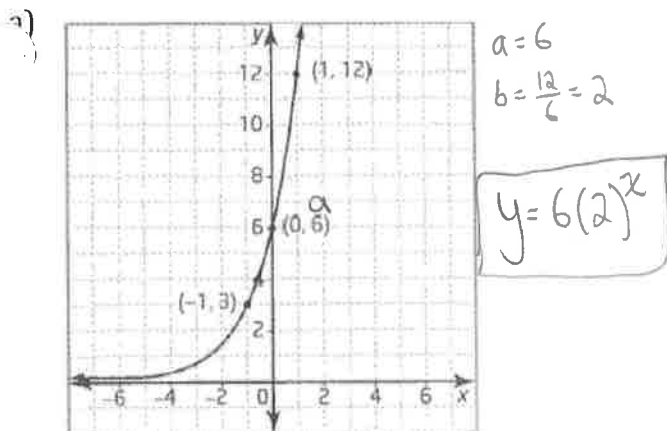 a)
y
12
(1, 12)
a = 6
b = 12/6 = 2
10
8
a
6
(0, 6)
y = 6(2)^x
4
(-1, 3)
2
-6 -4 -2 0 2 4 6 x